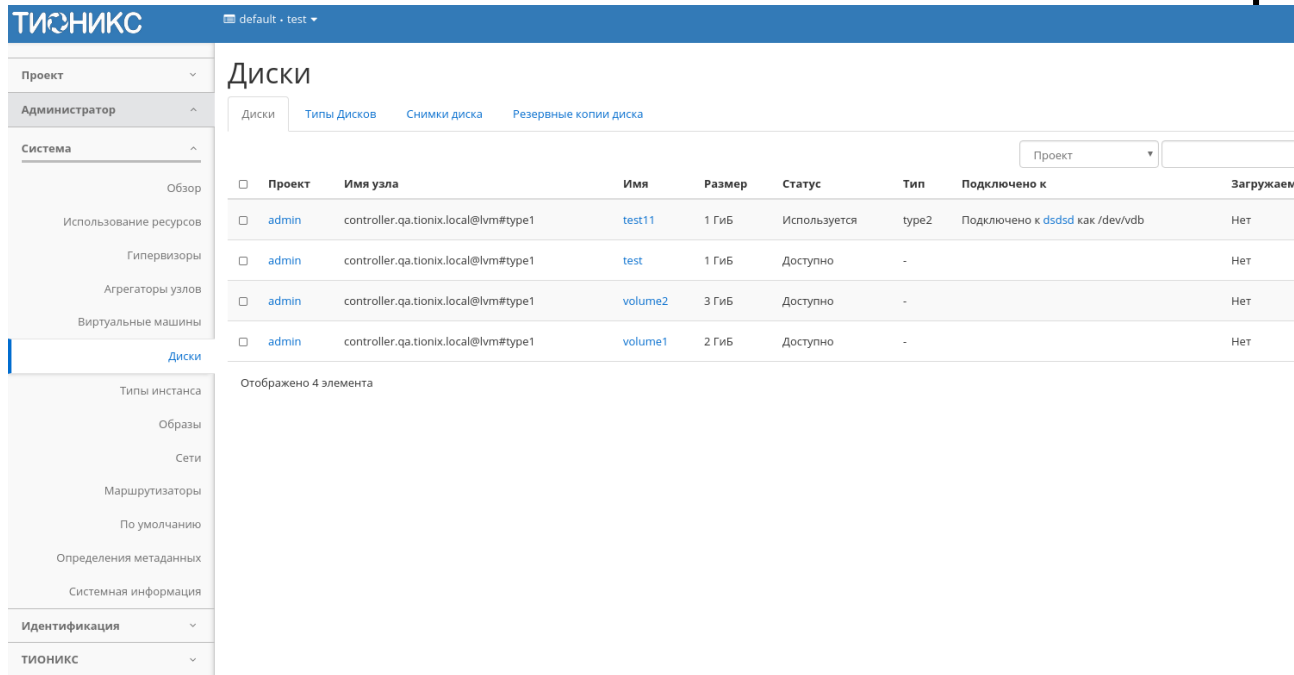 ТИОНИКС
default • test
Проект
Администратор
Система
Обзор
Использование ресурсов
Гипервизоры
Агрегаторы узлов
Виртуальные машины
Диски
Типы инстанса
Образы
Сети
Маршрутизаторы
По умолчанию
Определения метаданных
Системная информация
Идентификация
ТИОНИКС
Диски
Диски Типы Дисков Снимки диска Резервные копии диска
Проект
Проект Имя узла Имя Размер Статус Тип Подключено к Загружаем
admin controller.qa.tionix.local@lvm#type1 test11 1 ГиБ Используется type2 Подключено к dsdsd как /dev/vdb Нет
admin controller.qa.tionix.local@lvm#type1 test 1 ГиБ Доступно - Нет
admin controller.qa.tionix.local@lvm#type1 volume2 3 ГиБ Доступно - Нет
admin controller.qa.tionix.local@lvm#type1 volume1 2 ГиБ Доступно - Нет
Отображено 4 элемента